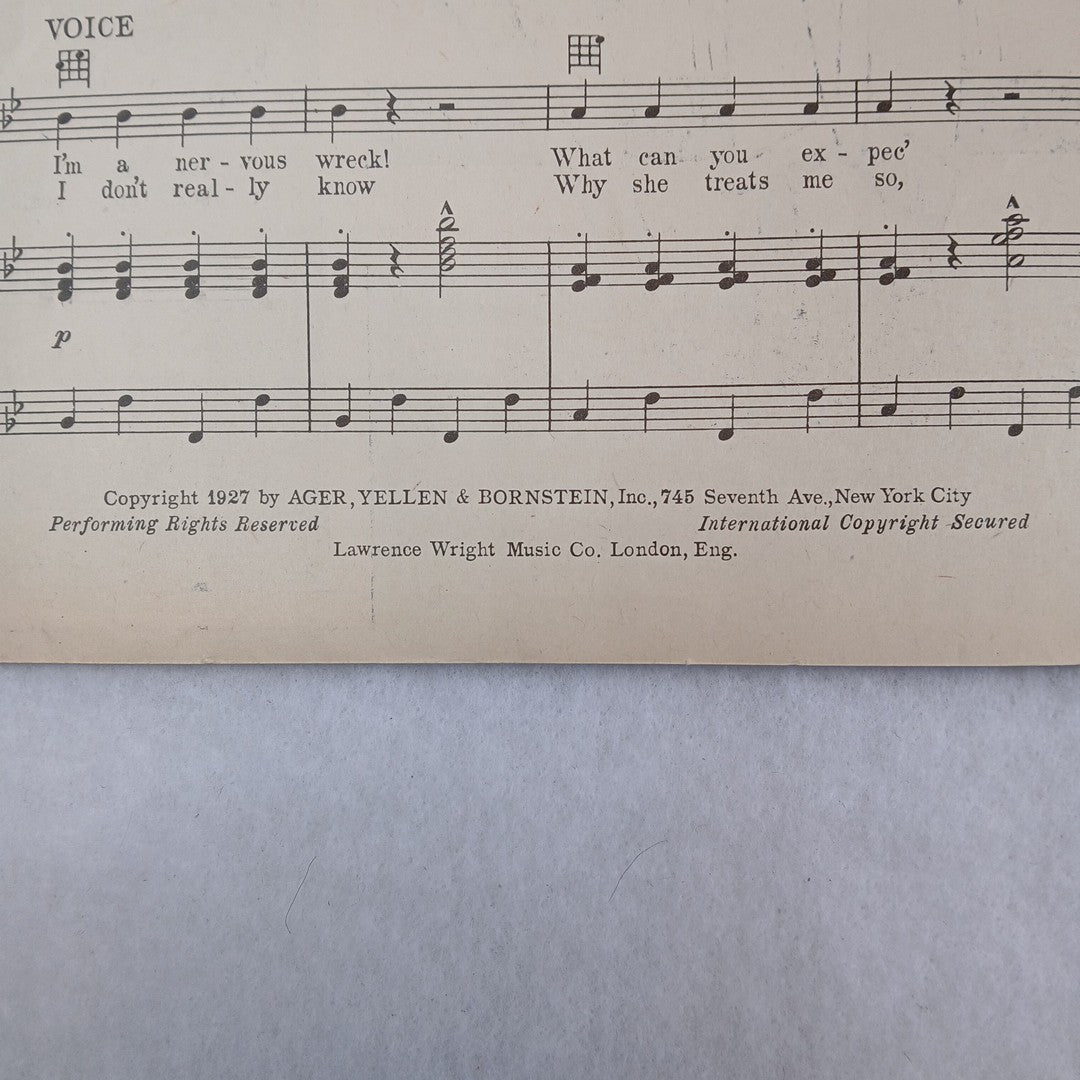 VOICE
I'm a ner - vous wreck! What can you ex - pec'
I don't real - ly know Why she treats me so,
p
Copyright 1927 by AGER, YELLEN & BORNSTEIN, Inc., 745 Seventh Ave., New York City
Performing Rights Reserved International Copyright Secured
Lawrence Wright Music Co. London, Eng.